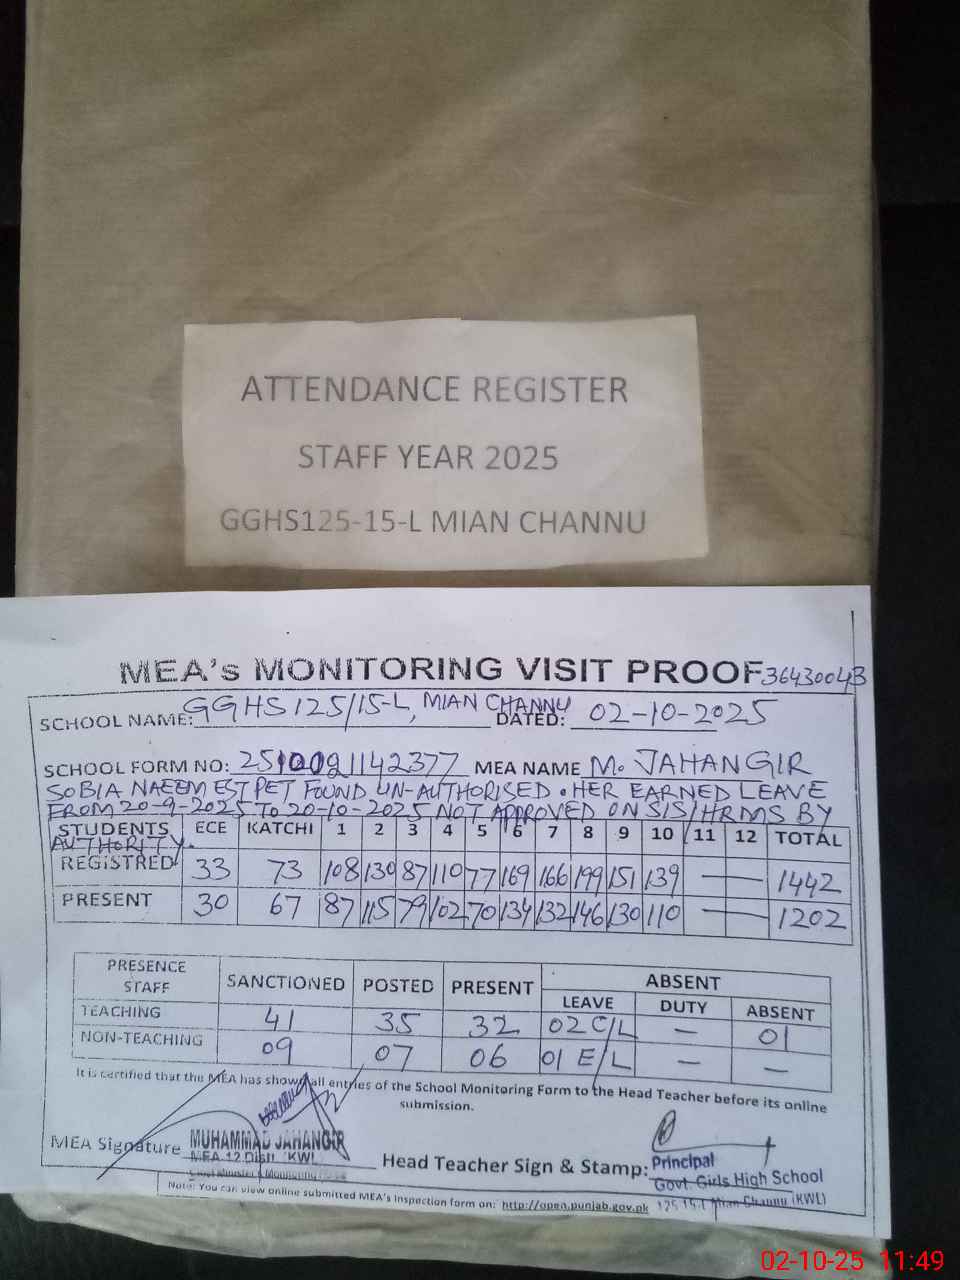 ATTENDANCE REGISTER
STAFF YEAR 2025
GGHS125-15-L MIAN CHANNU
MEA's MONITORING VISIT PROOF 36430043
SCHOOL NAME: GGHS 125/15-L, MIAN CHANNU DATED: 02-10-2025
SCHOOL FORM NO: 2510021142377 MEA NAME M. JAHANGIR
SOBIA NAEEM EST PET FOUND UN-AUTHORISED. HER EARNED LEAVE
FROM 20-9-2025 TO 20-10-2025 NOT APPROVED ON SIS/HRMS BY
AUTHORITY.
STUDENTS ECE KATCHI 1 2 3 4 5 6 7 8 9 10 11 12 TOTAL
REGISTRED 33 73 108 130 87 110 77 169 166 199 151 139 — 1442
PRESENT 30 67 87 115 79 102 70 134 132 146 130 110 — 1202
PRESENCE STAFF SANCTIONED POSTED PRESENT ABSENT
LEAVE DUTY ABSENT
TEACHING 41 35 32 02 C/L — 01
NON-TEACHING 09 07 06 01 E/L — —
It is certified that the MEA has shown all entries of the School Monitoring Form to the Head Teacher before its online
submission.
MEA Signature MUHAMMAD JAHANGIR
MEA 12 Distt. (KWL)
Head Teacher Sign & Stamp: Principal
Govt. Girls High School
125 15-L Mian Channu (KWL)
Note: You can view online submitted MEA's Inspection form on: http://open.punjab.gov.pk
02-10-25 11:49